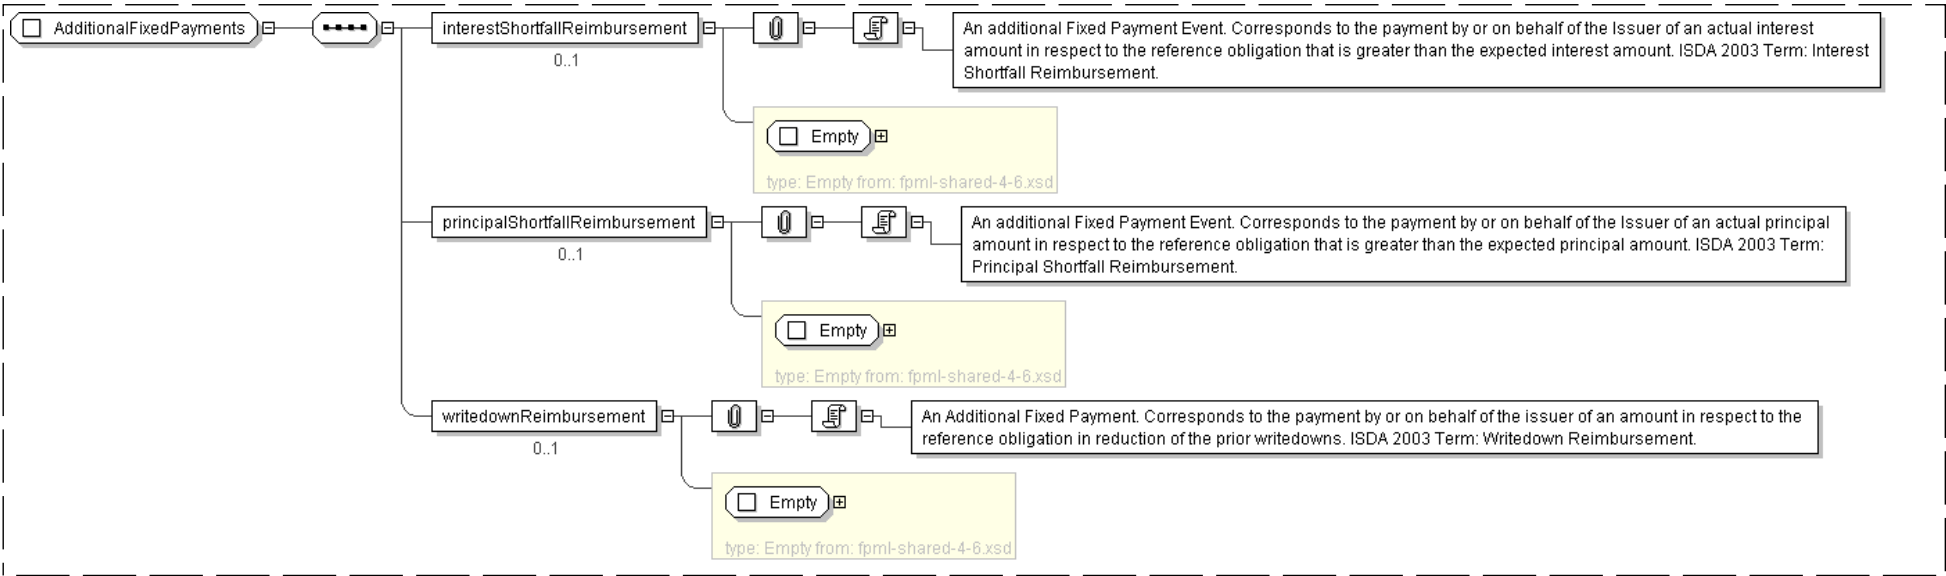 AdditionalFixedPayments
interestShortfallReimbursement
0..1
An additional Fixed Payment Event. Corresponds to the payment by or on behalf of the Issuer of an actual interest
amount in respect to the reference obligation that is greater than the expected interest amount. ISDA 2003 Term: Interest
Shortfall Reimbursement.
Empty
type: Empty from: fpml-shared-4-6.xsd
principalShortfallReimbursement
0..1
An additional Fixed Payment Event. Corresponds to the payment by or on behalf of the Issuer of an actual principal
amount in respect to the reference obligation that is greater than the expected principal amount. ISDA 2003 Term:
Principal Shortfall Reimbursement.
Empty
type: Empty from: fpml-shared-4-6.xsd
writedownReimbursement
0..1
An Additional Fixed Payment. Corresponds to the payment by or on behalf of the issuer of an amount in respect to the
reference obligation in reduction of the prior writedowns. ISDA 2003 Term: Writedown Reimbursement.
Empty
type: Empty from: fpml-shared-4-6.xsd